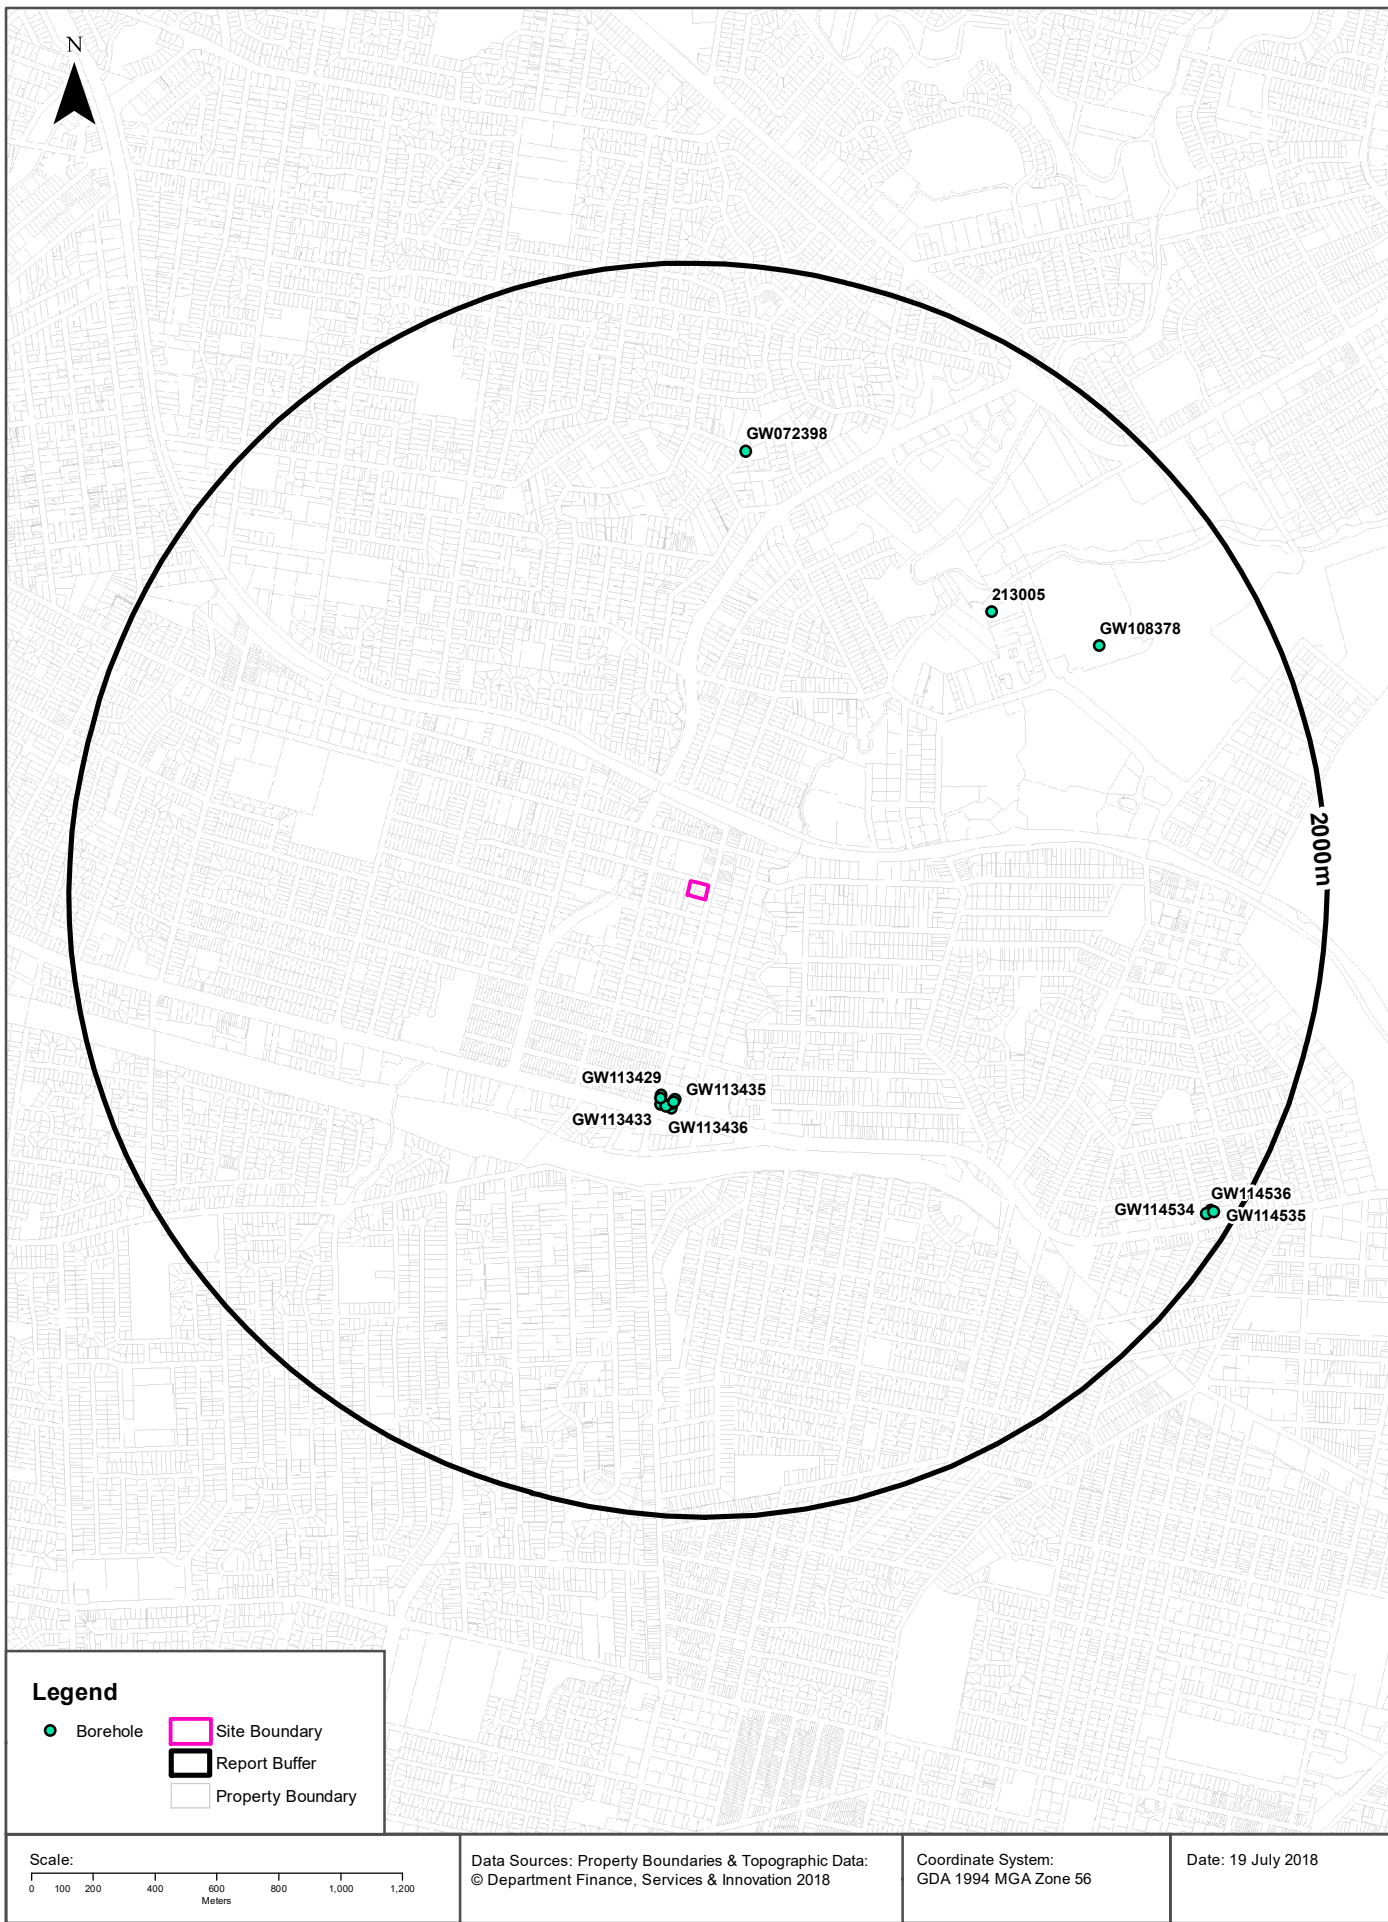 N
GW072398
213005
GW108378
2000m
GW113429
GW113435
GW113433
GW113436
GW114536
GW114534
GW114535
Legend
Borehole
Site Boundary
Report Buffer
Property Boundary
Scale:
0 100 200 400 600 800 1,000 1,200
Meters
Data Sources: Property Boundaries & Topographic Data:
© Department Finance, Services & Innovation 2018
Coordinate System:
GDA 1994 MGA Zone 56
Date: 19 July 2018